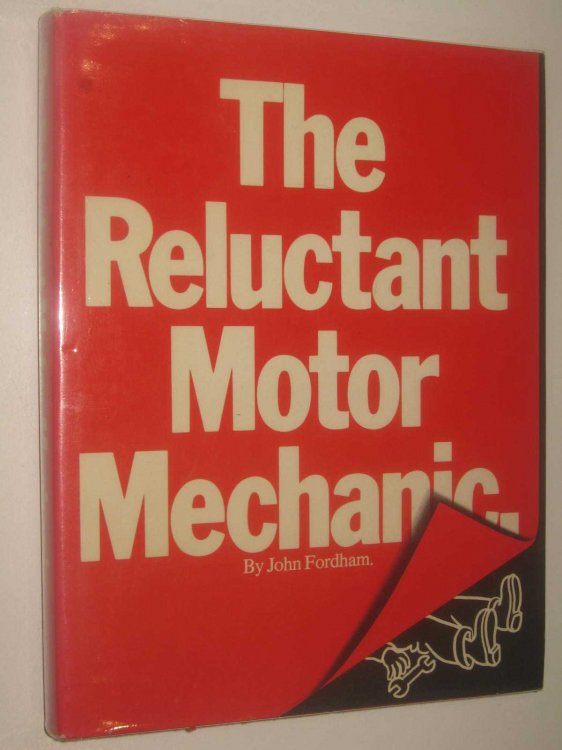 The
Reluctant
Motor
Mechanic.
By John Fordham.